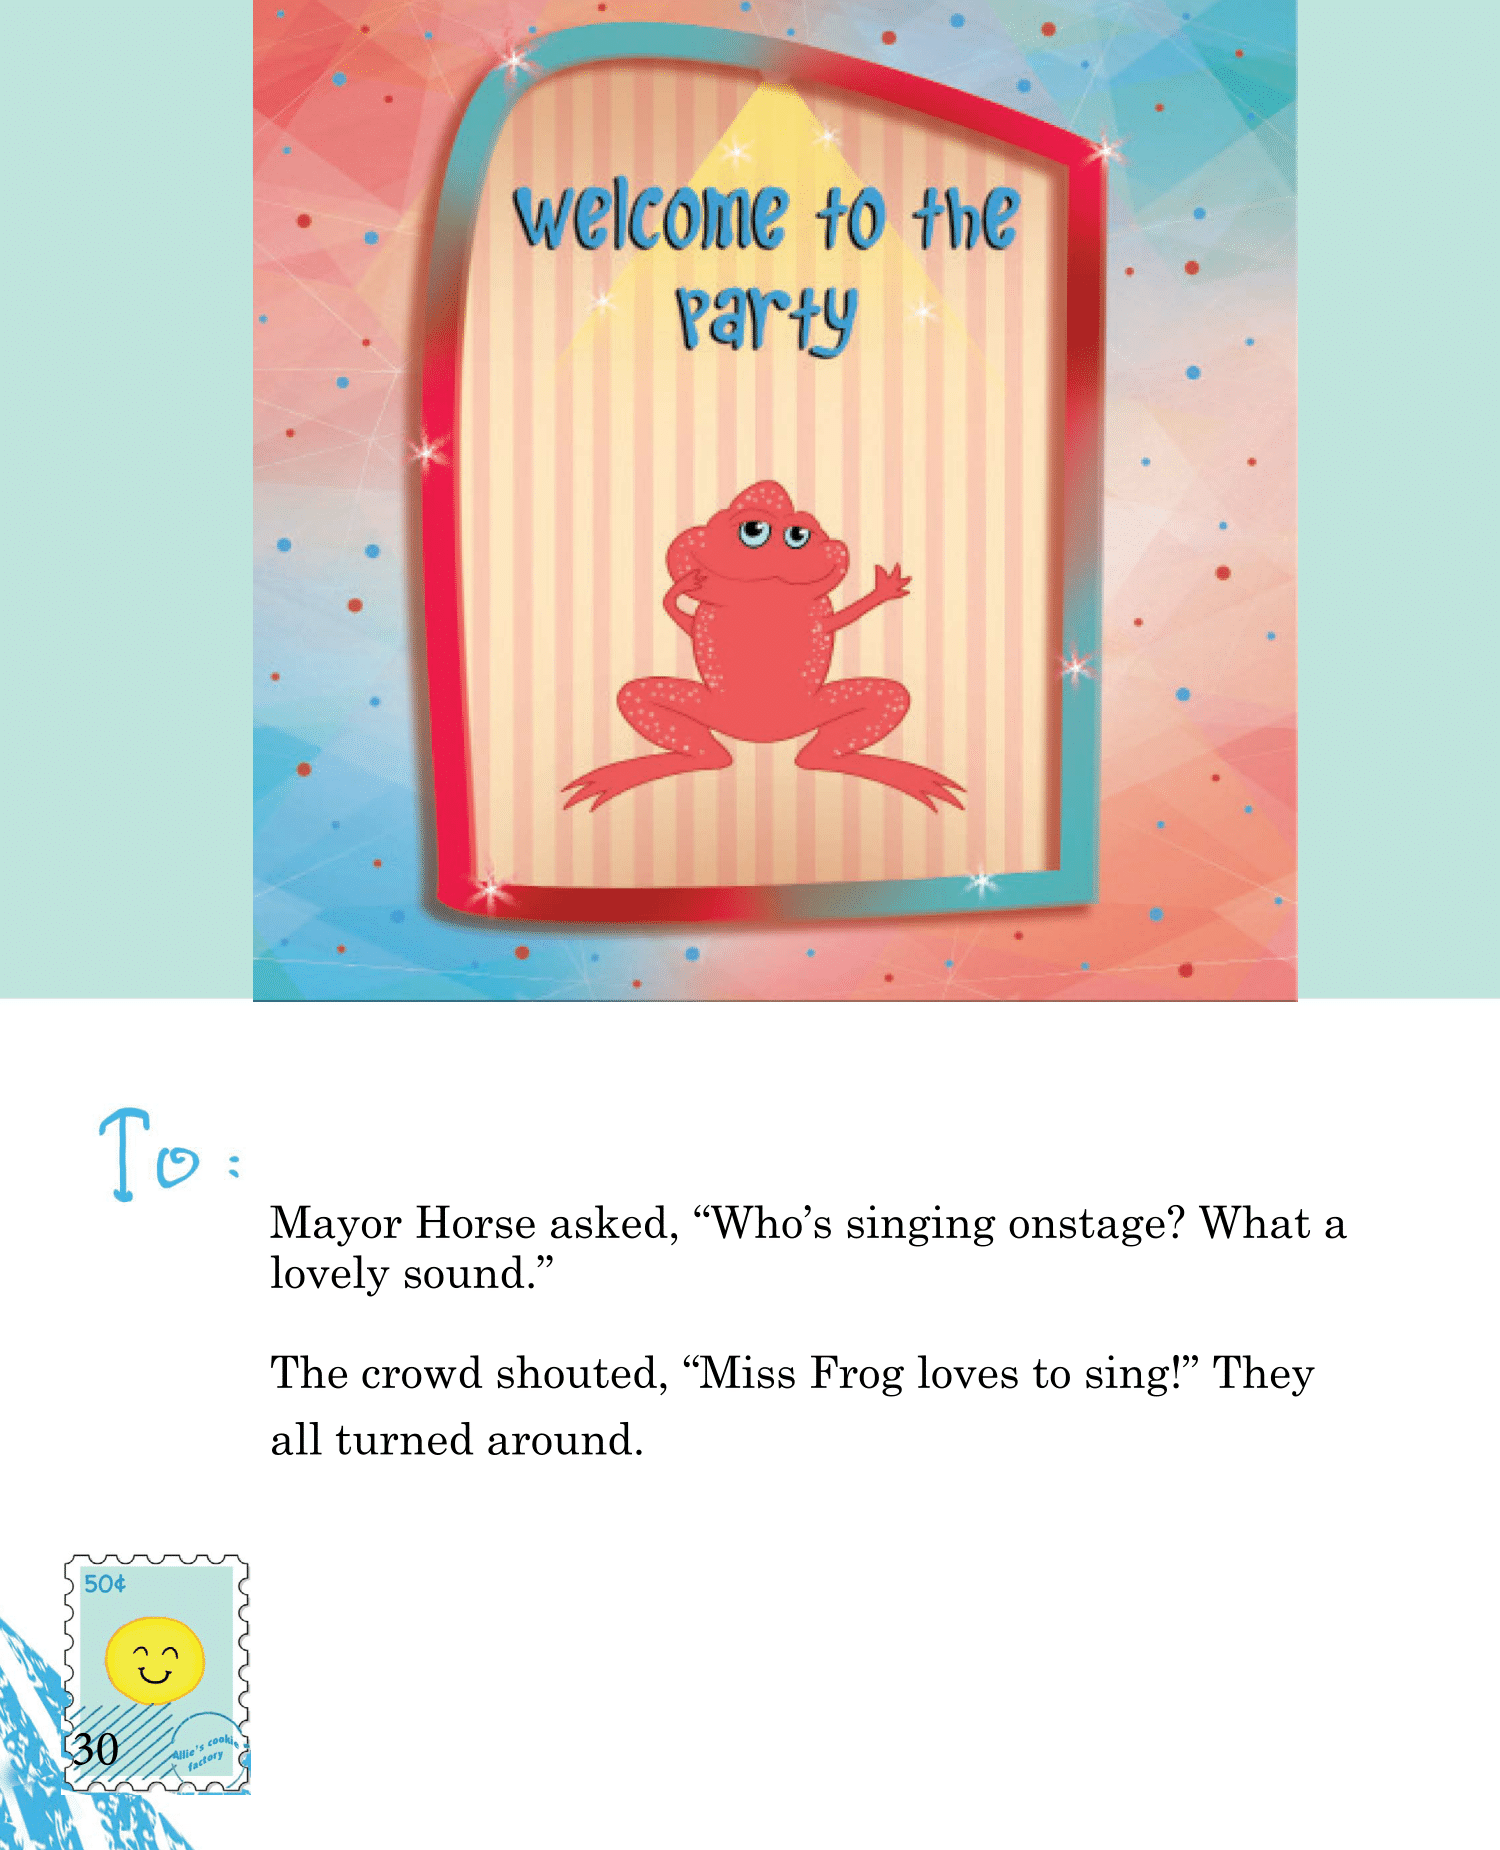 welcome to the
party
To:
Mayor Horse asked, “Who’s singing onstage? What a
lovely sound.”
The crowd shouted, “Miss Frog loves to sing!” They
all turned around.
50¢
30
Allie's cookie
factory